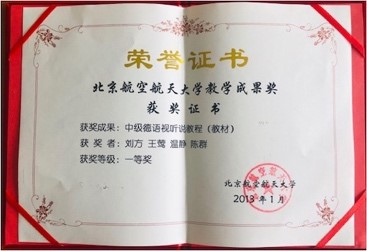 荣誉证书
北京航空航天大学教学成果奖
获奖证书
获奖成果：中级德语视听说教程（教材）
获奖者：刘方 王莺 温静 陈群
获奖等级：一等奖
北京航空航天大学
2013年1月